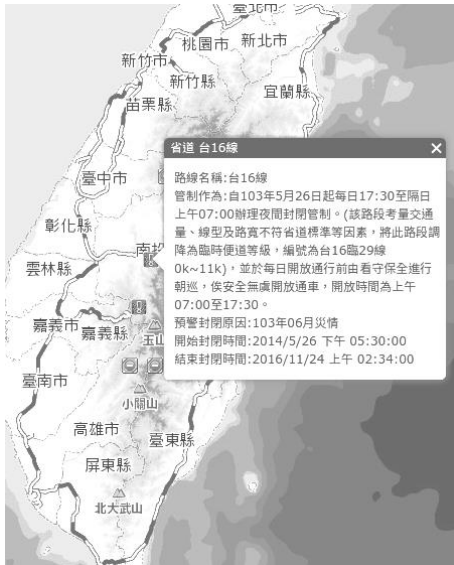 臺北市
桃園市
新北市
新竹市
新竹縣
宜蘭縣
苗栗縣
省道 台16線
路線名稱:台16線
管制作為:自103年5月26日起每日17:30至隔日
上午07:00辦理夜間封閉管制。(該路段考量交通
量、線型及路寬不符省道標準等因素，將此路段調
降為臨時便道等級，編號為台16臨29線
0k~11k)，並於每日開放通行前由看守保全進行
朝巡，俟安全無虞開放通車，開放時間為上午
07:00至17:30。
預警封閉原因:103年06月災情
開始封閉時間:2014/5/26 下午 05:30:00
結束封閉時間:2016/11/24 上午 02:34:00
臺中市
彰化縣
南投
雲林縣
嘉義市
嘉義縣
玉山
臺南市
小關山
高雄市
臺東縣
屏東縣
北大武山